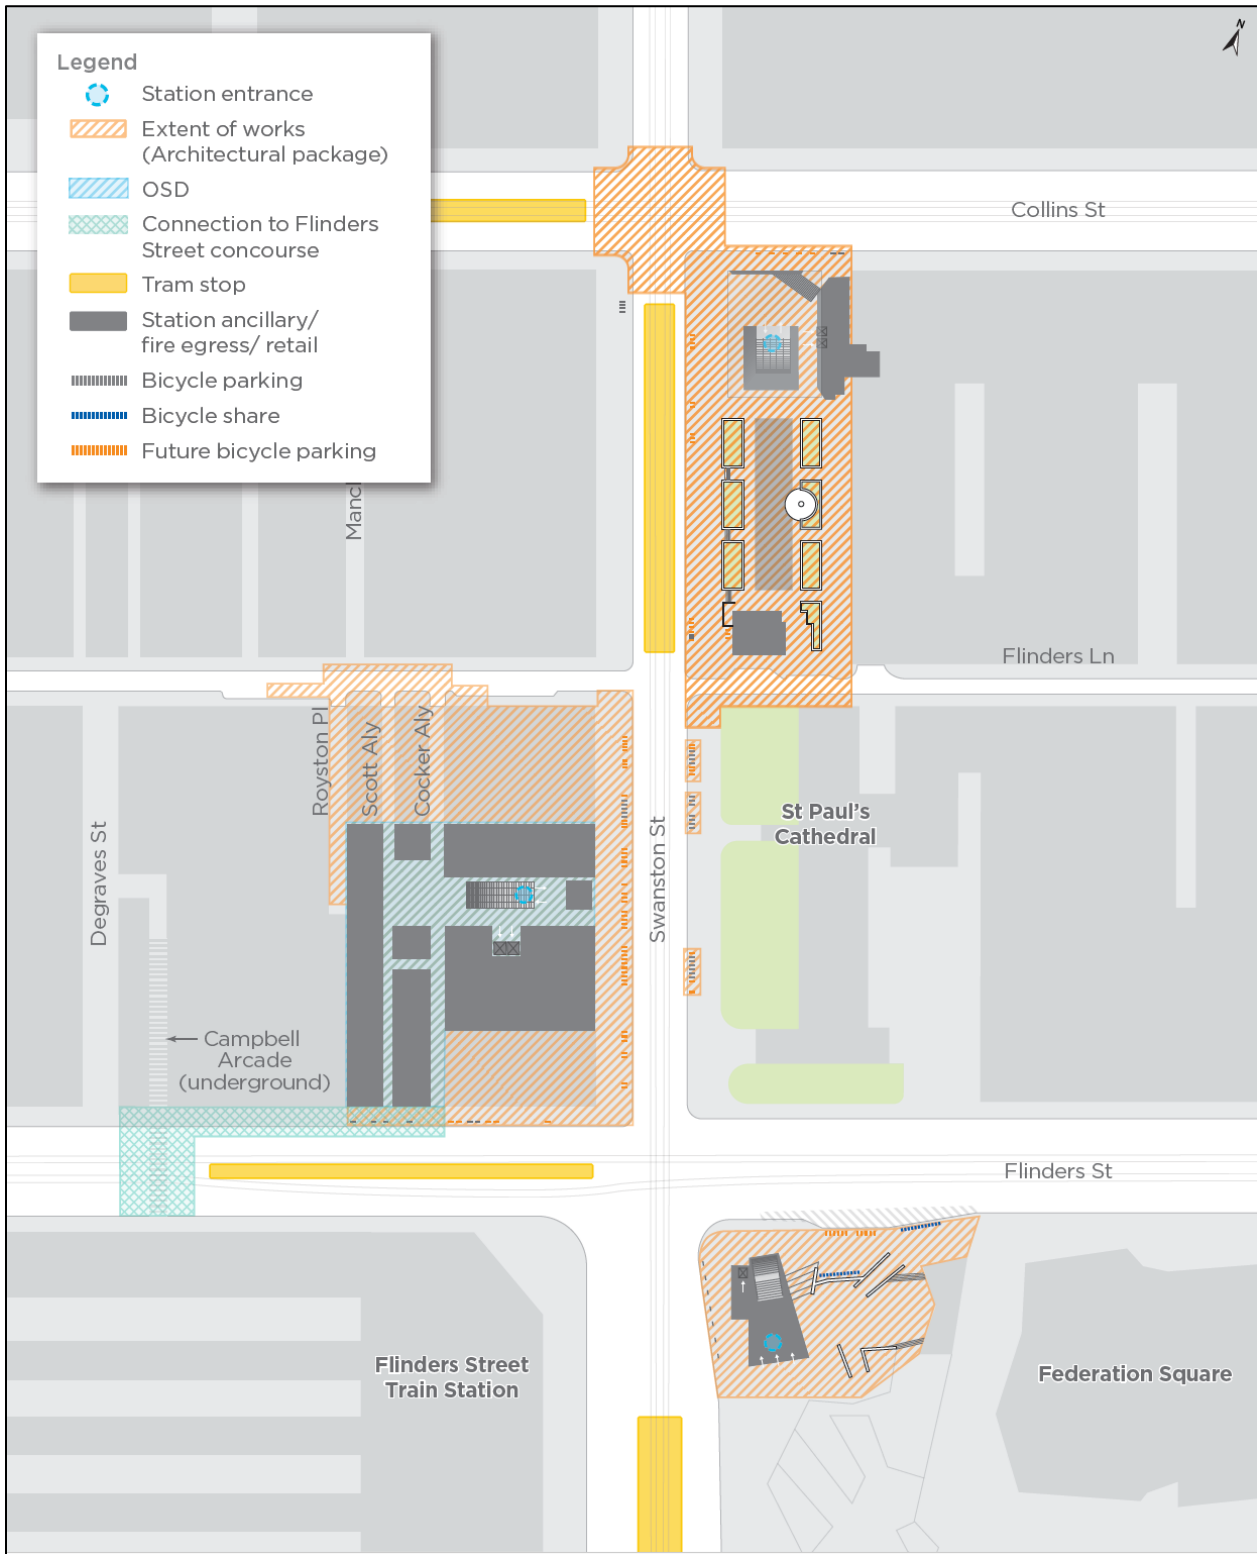 N
Legend
Station entrance
Extent of works
(Architectural package)
OSD
Connection to Flinders
Street concourse
Tram stop
Station ancillary/
fire egress/ retail
Bicycle parking
Bicycle share
Future bicycle parking
Collins St
Flinders Ln
Royston Pl
Scott Aly
Cocker Aly
Degraves St
Swanston St
St Paul's
Cathedral
Campbell
Arcade
(underground)
Flinders St
Flinders Street
Train Station
Federation Square